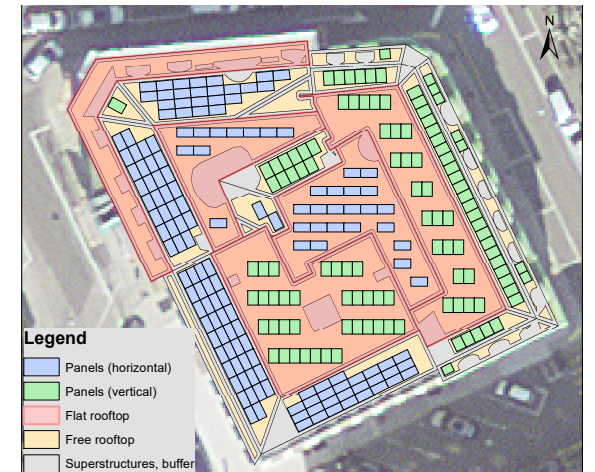 N
Legend
Panels (horizontal)
Panels (vertical)
Flat rooftop
Free rooftop
Superstructures, buffer